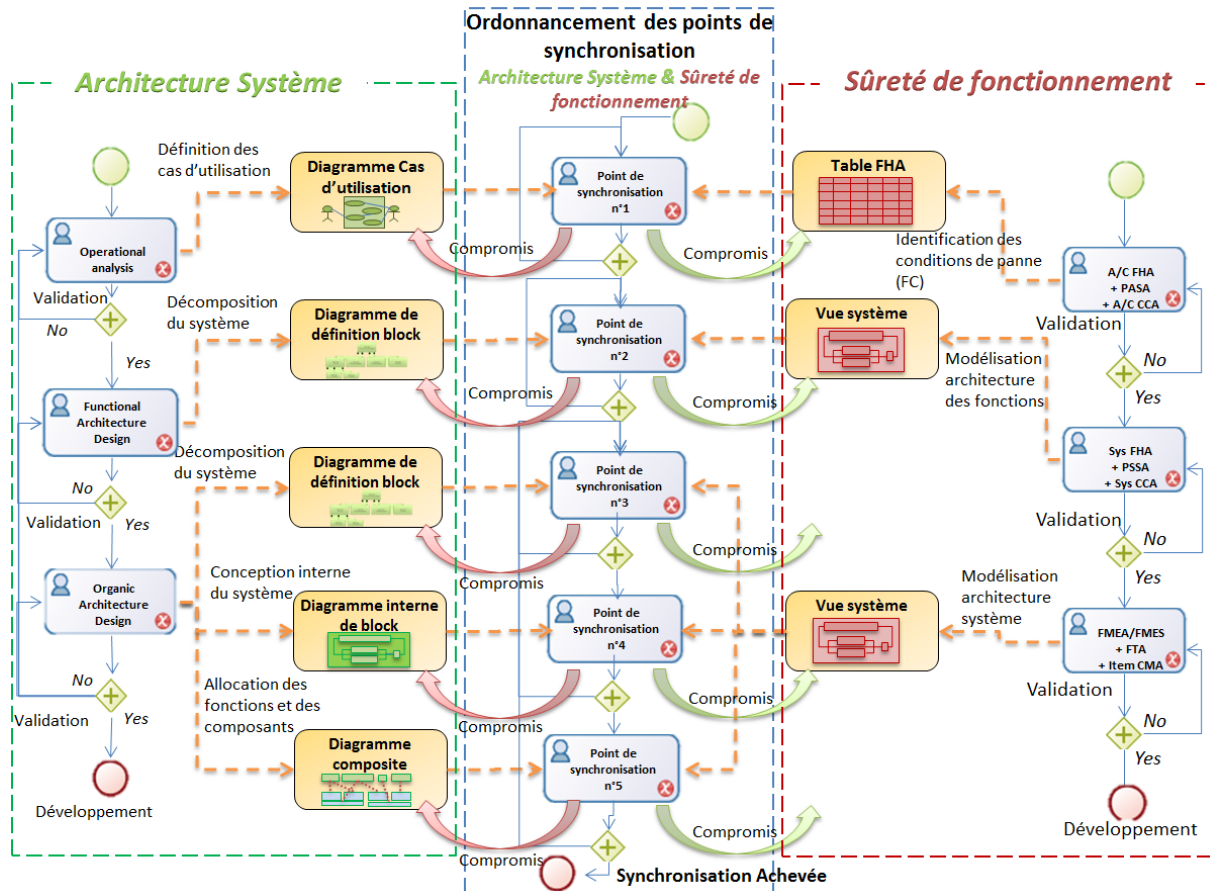 Ordonnancement des points de
synchronisation
Architecture Système & Sûreté de
fonctionnement
Architecture Système
Définition des
cas d'utilisation
Operational
analysis
Validation
No
Yes
Décomposition
du système
Functional
Architecture
Design
Décomposition
du système
No
Validation
Yes
Organic
Architecture
Design
Conception interne
du système
No
Validation
Yes
Allocation des
fonctions et des
composants
Développement
Diagramme Cas
d'utilisation
Diagramme de
définition block
Diagramme de
définition block
Diagramme interne
de block
Diagramme
composite
Point de
synchronisation
n°1
Compromis
Compromis
Point de
synchronisation
n°2
Compromis
Compromis
Point de
synchronisation
n°3
Compromis
Compromis
Point de
synchronisation
n°4
Compromis
Compromis
Point de
synchronisation
n°5
Compromis
Compromis
Synchronisation Achevée
Sûreté de fonctionnement
Table FHA
Identification des
conditions de panne
(FC)
Vue système
Modélisation
architecture
des fonctions
Vue système
Modélisation
architecture
système
A/C FHA
+ PASA
+ A/C CCA
Validation
No
Yes
Sys FHA
+ PSSA
+ Sys CCA
Validation
No
Yes
FMEA/FMES
+ FTA
+ Item CMA
Validation
No
Yes
Développement